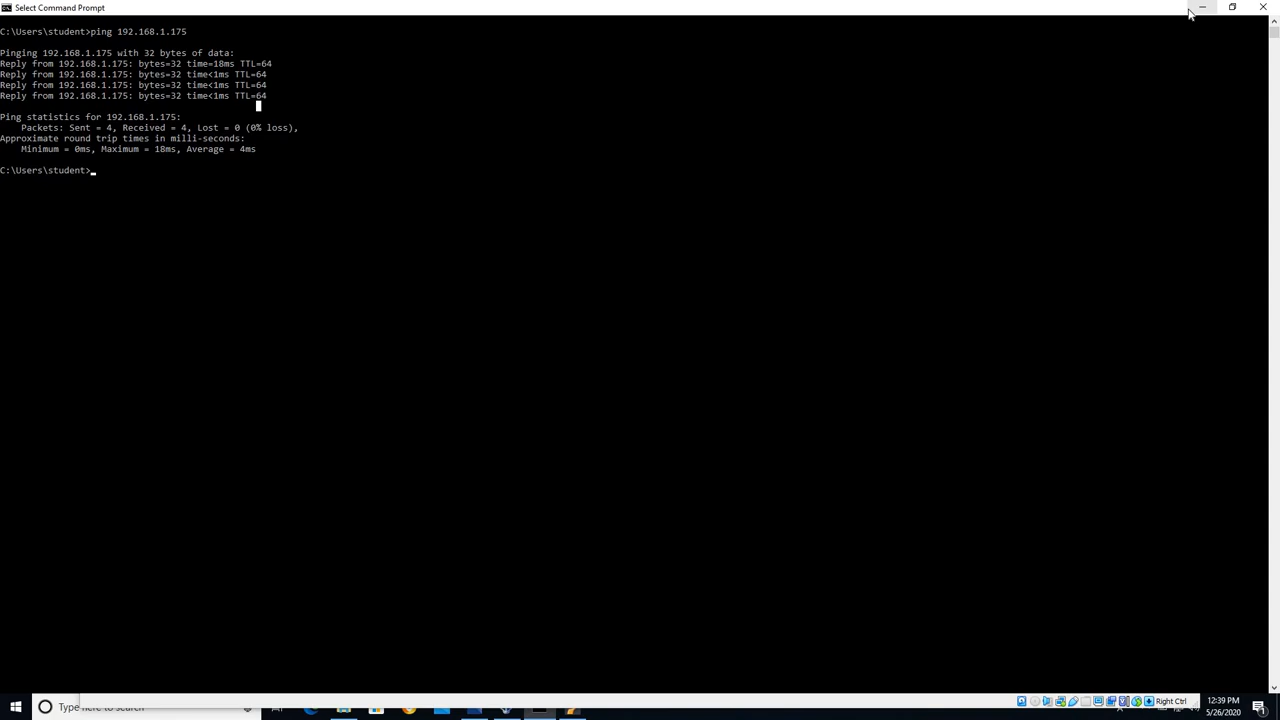 Select Command Prompt
C:\Users\student>ping 192.168.1.175
Pinging 192.168.1.175 with 32 bytes of data:
Reply from 192.168.1.175: bytes=32 time=18ms TTL=64
Reply from 192.168.1.175: bytes=32 time<1ms TTL=64
Reply from 192.168.1.175: bytes=32 time<1ms TTL=64
Reply from 192.168.1.175: bytes=32 time<1ms TTL=64
Ping statistics for 192.168.1.175:
Packets: Sent = 4, Received = 4, Lost = 0 (0% loss),
Approximate round trip times in milli-seconds:
Minimum = 0ms, Maximum = 18ms, Average = 4ms
C:\Users\student>
Right Ctrl
12:39 PM
Type here to search
5/26/2020